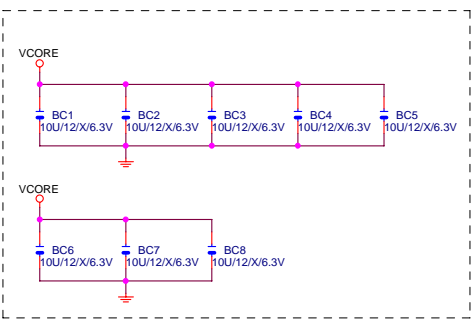 VCORE
BC1 BC2 BC3 BC4 BC5
10U/12/X/6.3V 10U/12/X/6.3V 10U/12/X/6.3V 10U/12/X/6.3V 10U/12/X/6.3V
VCORE
BC6 BC7 BC8
10U/12/X/6.3V 10U/12/X/6.3V 10U/12/X/6.3V